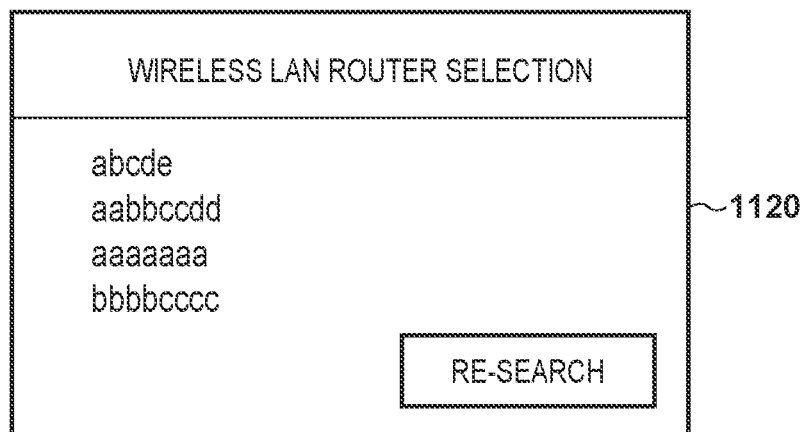 WIRELESS LAN ROUTER SELECTION
abcde
aabbccdd
aaaaaaa
bbbbcccc
1120
RE-SEARCH